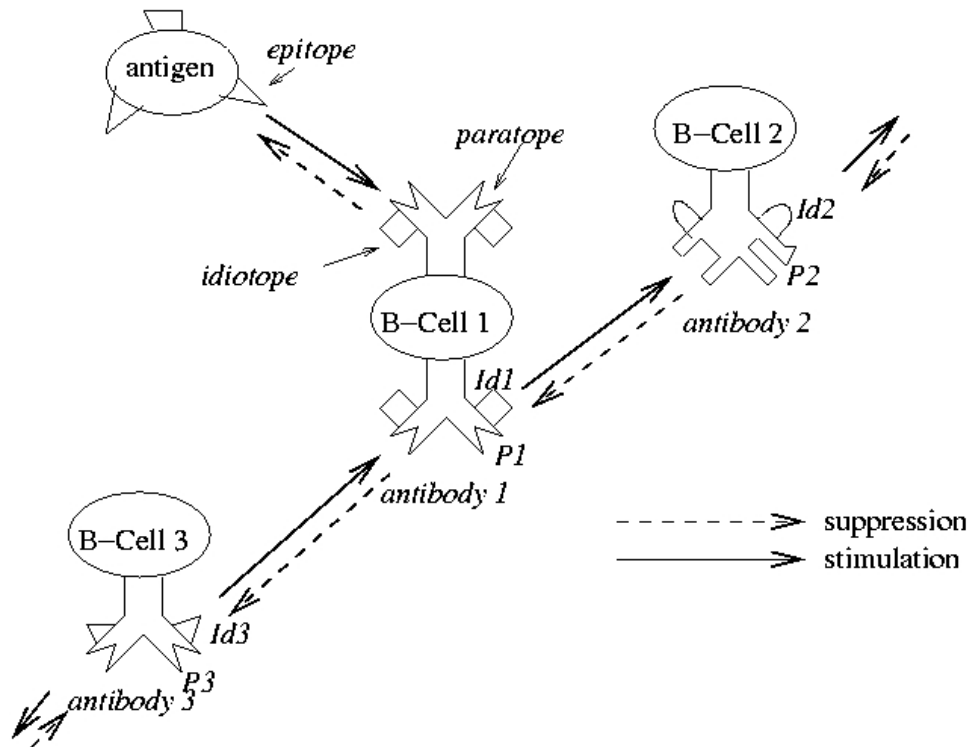 epitope
antigen
paratope
B–Cell 2
Id2
idiotope
P2
B–Cell 1
antibody 2
Id1
P1
antibody 1
suppression
B–Cell 3
stimulation
Id3
P3
antibody 3